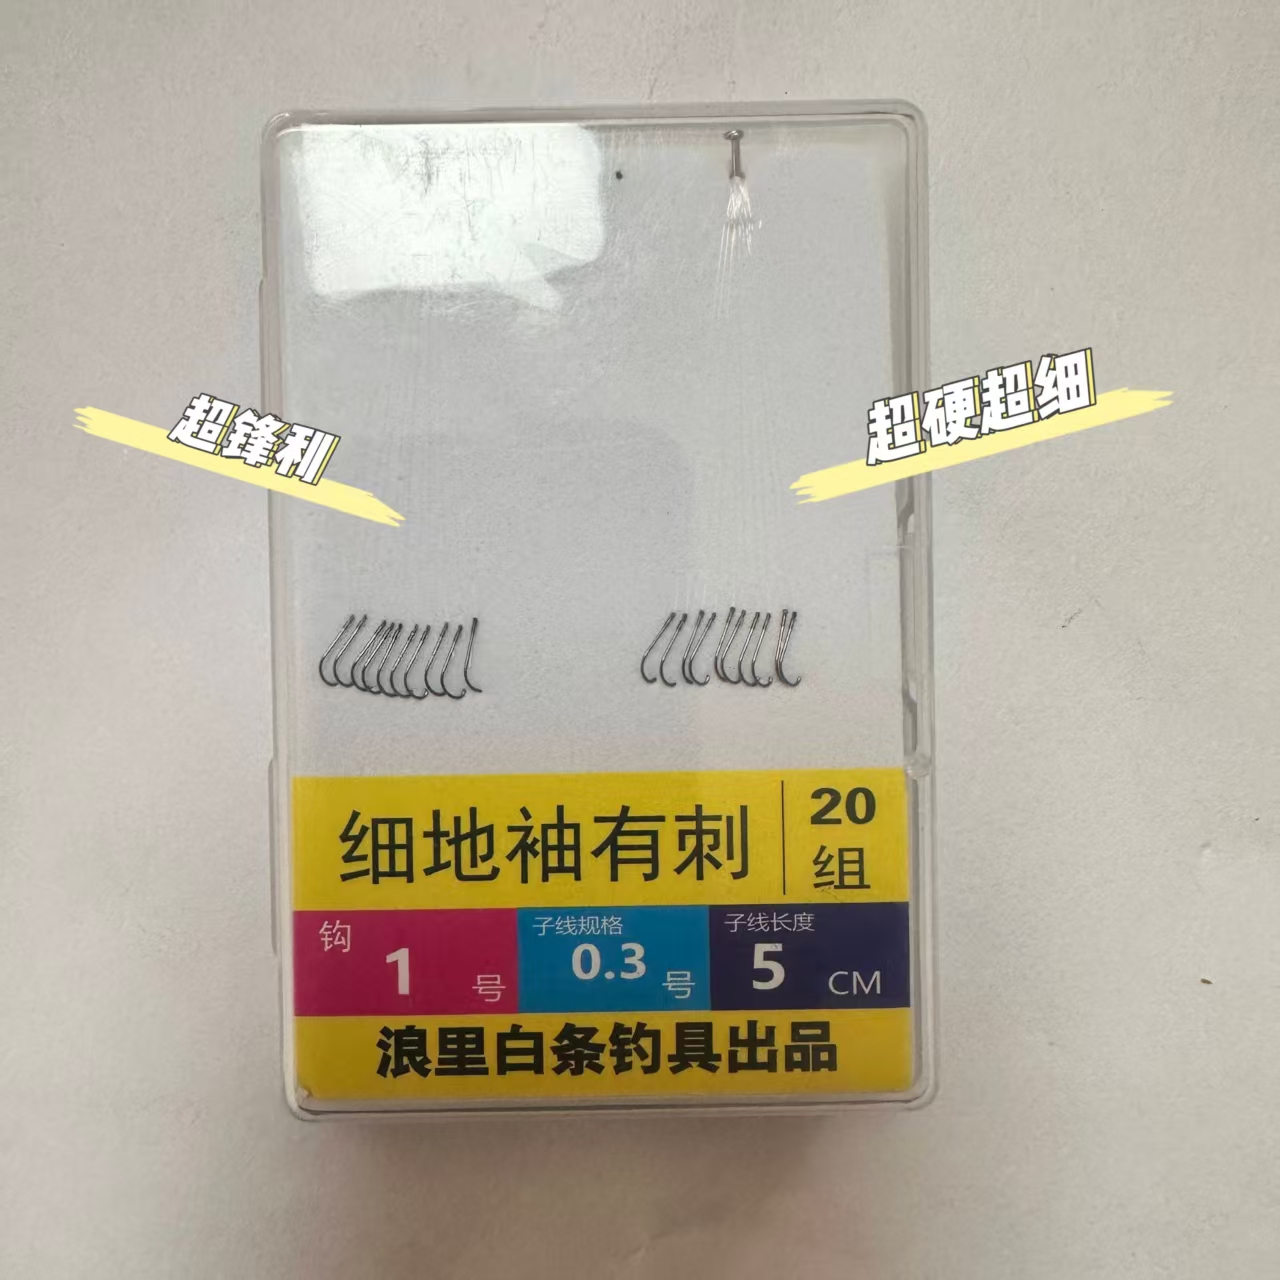 超锋利
超硬超细
细地袖有刺
20
组
钩
1
号
子线规格
0.3
号
子线长度
5
CM
浪里白条钓具出品